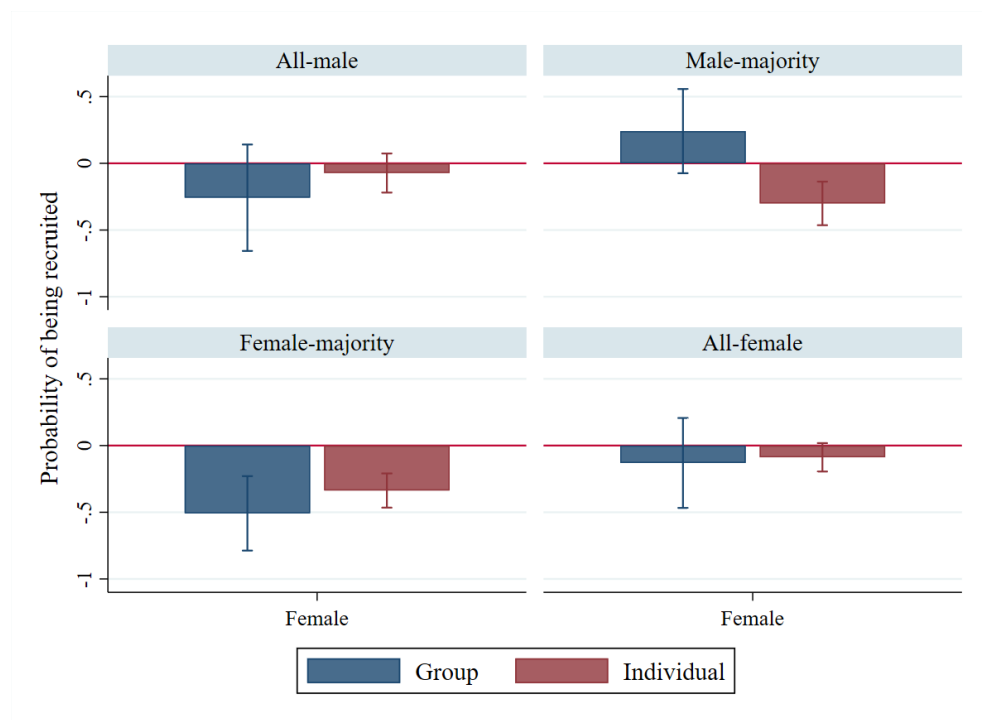 All-male
Male-majority
.5
0
-.5
-1
Female-majority
All-female
.5
0
-.5
-1
Probability of being recruited
Female
Female
Group
Individual